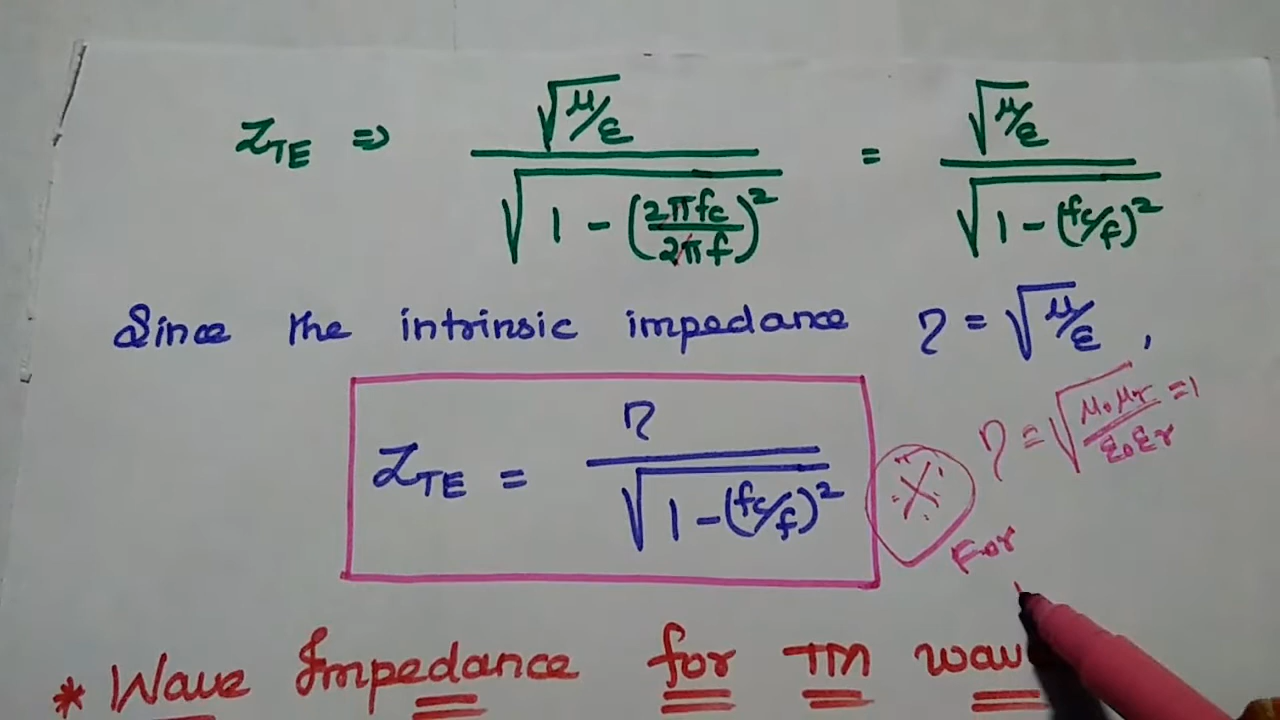 Z_TE ⇒ √(μ/ε) / √(1 - (2πfc/2πf)²) = √(μ/ε) / √(1 - (fc/f)²)
Since the intrinsic impedance η = √(μ/ε) ,
η = √(μ₀μr/ε₀εr) =1
Z_TE = η / √(1-(fc/f)²)
For
* Wave Impedance for TM wav